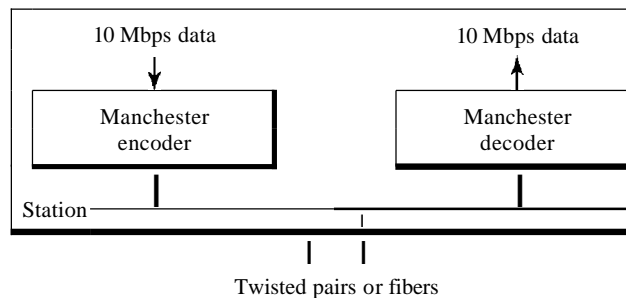 10 Mbps data
10 Mbps data
Manchester
encoder
Manchester
decoder
Station
Twisted pairs or fibers